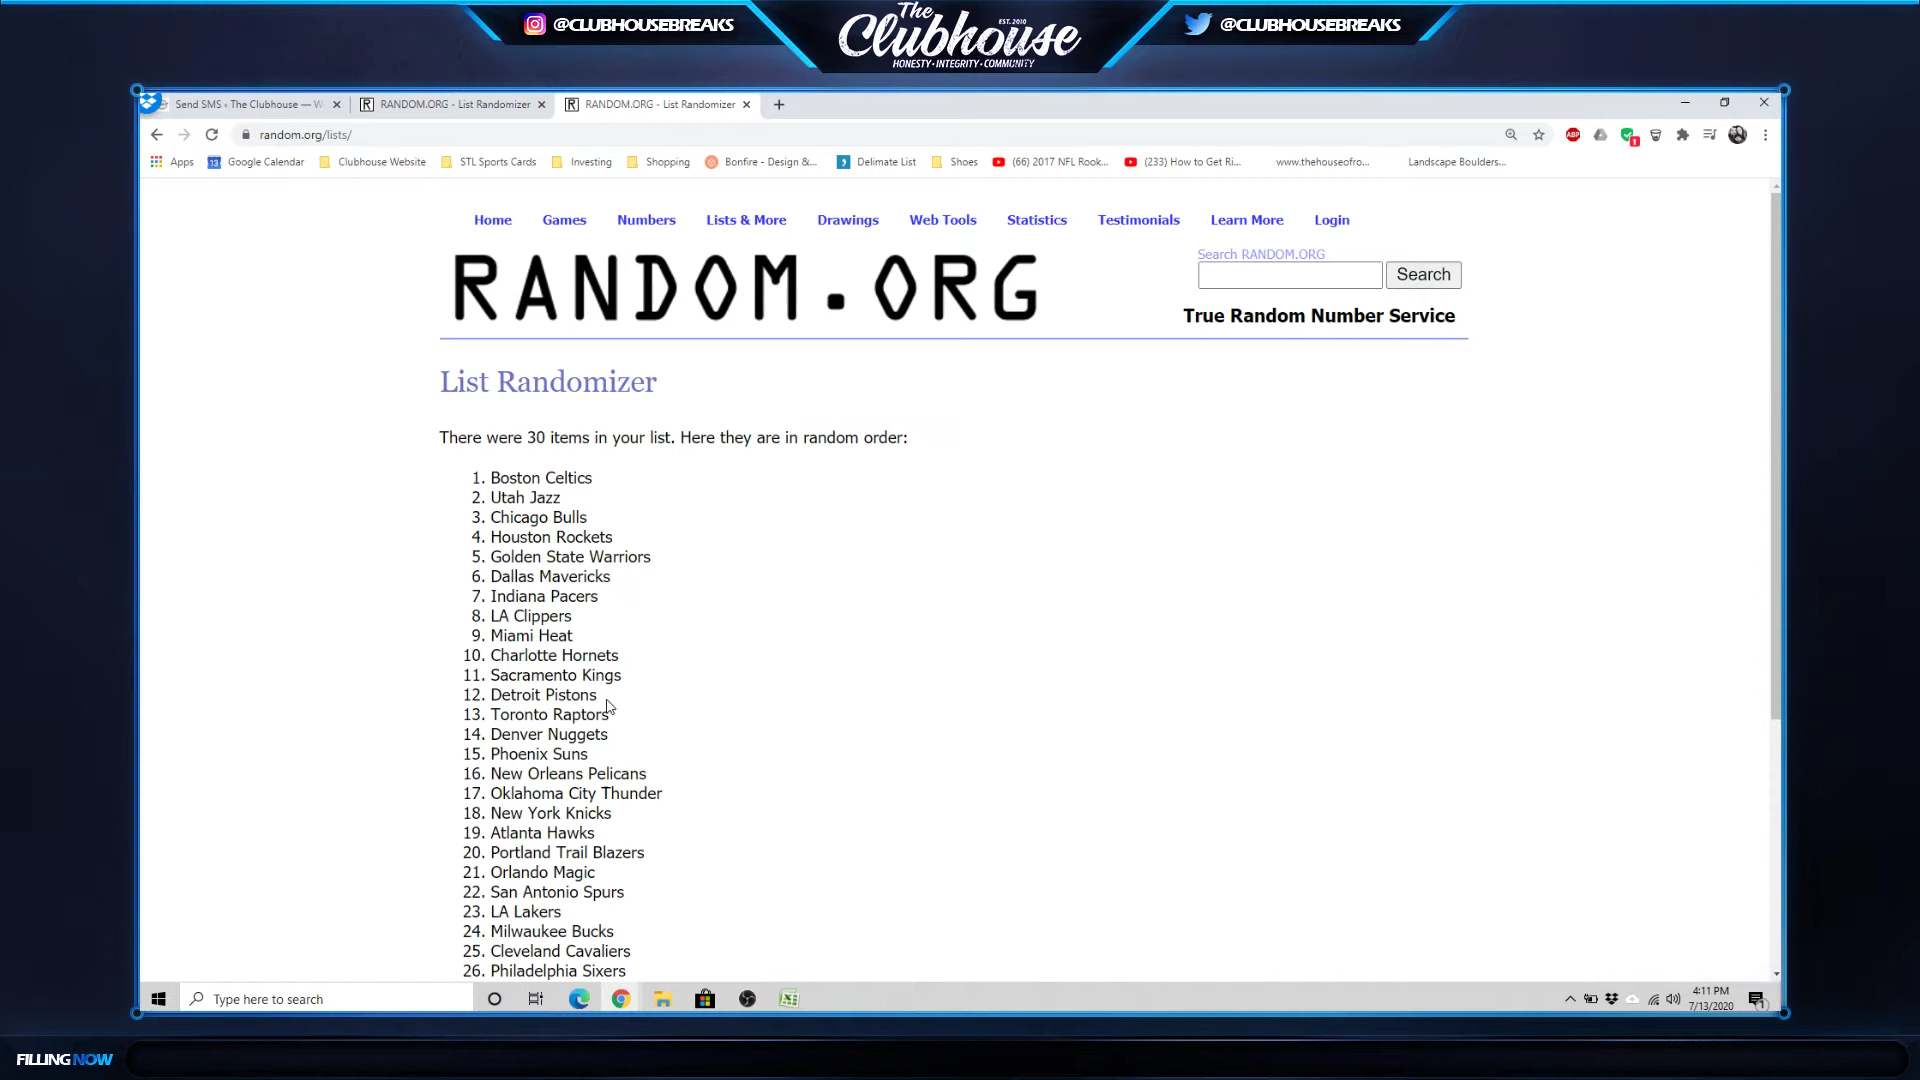 @CLUBHOUSEBREAKS
The Clubhouse
EST. 2010
HONESTY • INTEGRITY • COMMUNITY
@CLUBHOUSEBREAKS
Send SMS ‹ The Clubhouse — W
RANDOM.ORG - List Randomizer
RANDOM.ORG - List Randomizer
random.org/lists/
ABP
1
Apps
13 Google Calendar
Clubhouse Website
STL Sports Cards
Investing
Shopping
Bonfire - Design &...
Delimate List
Shoes
(66) 2017 NFL Rook...
(233) How to Get Ri...
www.thehouseofro...
Landscape Boulders...
Home Games Numbers Lists & More Drawings Web Tools Statistics Testimonials Learn More Login
RANDOM.ORG
Search RANDOM.ORG
Search
True Random Number Service
List Randomizer
There were 30 items in your list. Here they are in random order:
1. Boston Celtics
2. Utah Jazz
3. Chicago Bulls
4. Houston Rockets
5. Golden State Warriors
6. Dallas Mavericks
7. Indiana Pacers
8. LA Clippers
9. Miami Heat
10. Charlotte Hornets
11. Sacramento Kings
12. Detroit Pistons
13. Toronto Raptors
14. Denver Nuggets
15. Phoenix Suns
16. New Orleans Pelicans
17. Oklahoma City Thunder
18. New York Knicks
19. Atlanta Hawks
20. Portland Trail Blazers
21. Orlando Magic
22. San Antonio Spurs
23. LA Lakers
24. Milwaukee Bucks
25. Cleveland Cavaliers
26. Philadelphia Sixers
Type here to search
4:11 PM
7/13/2020
1
FILLING NOW